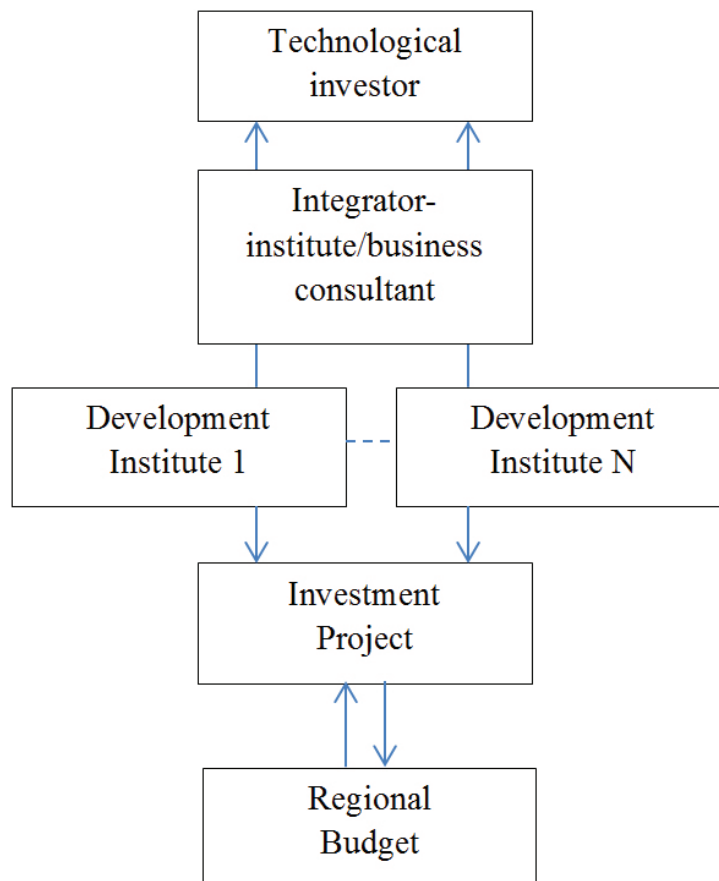 Technological
investor
Integrator-
institute/business
consultant
Development
Institute 1
Development
Institute N
Investment
Project
Regional
Budget